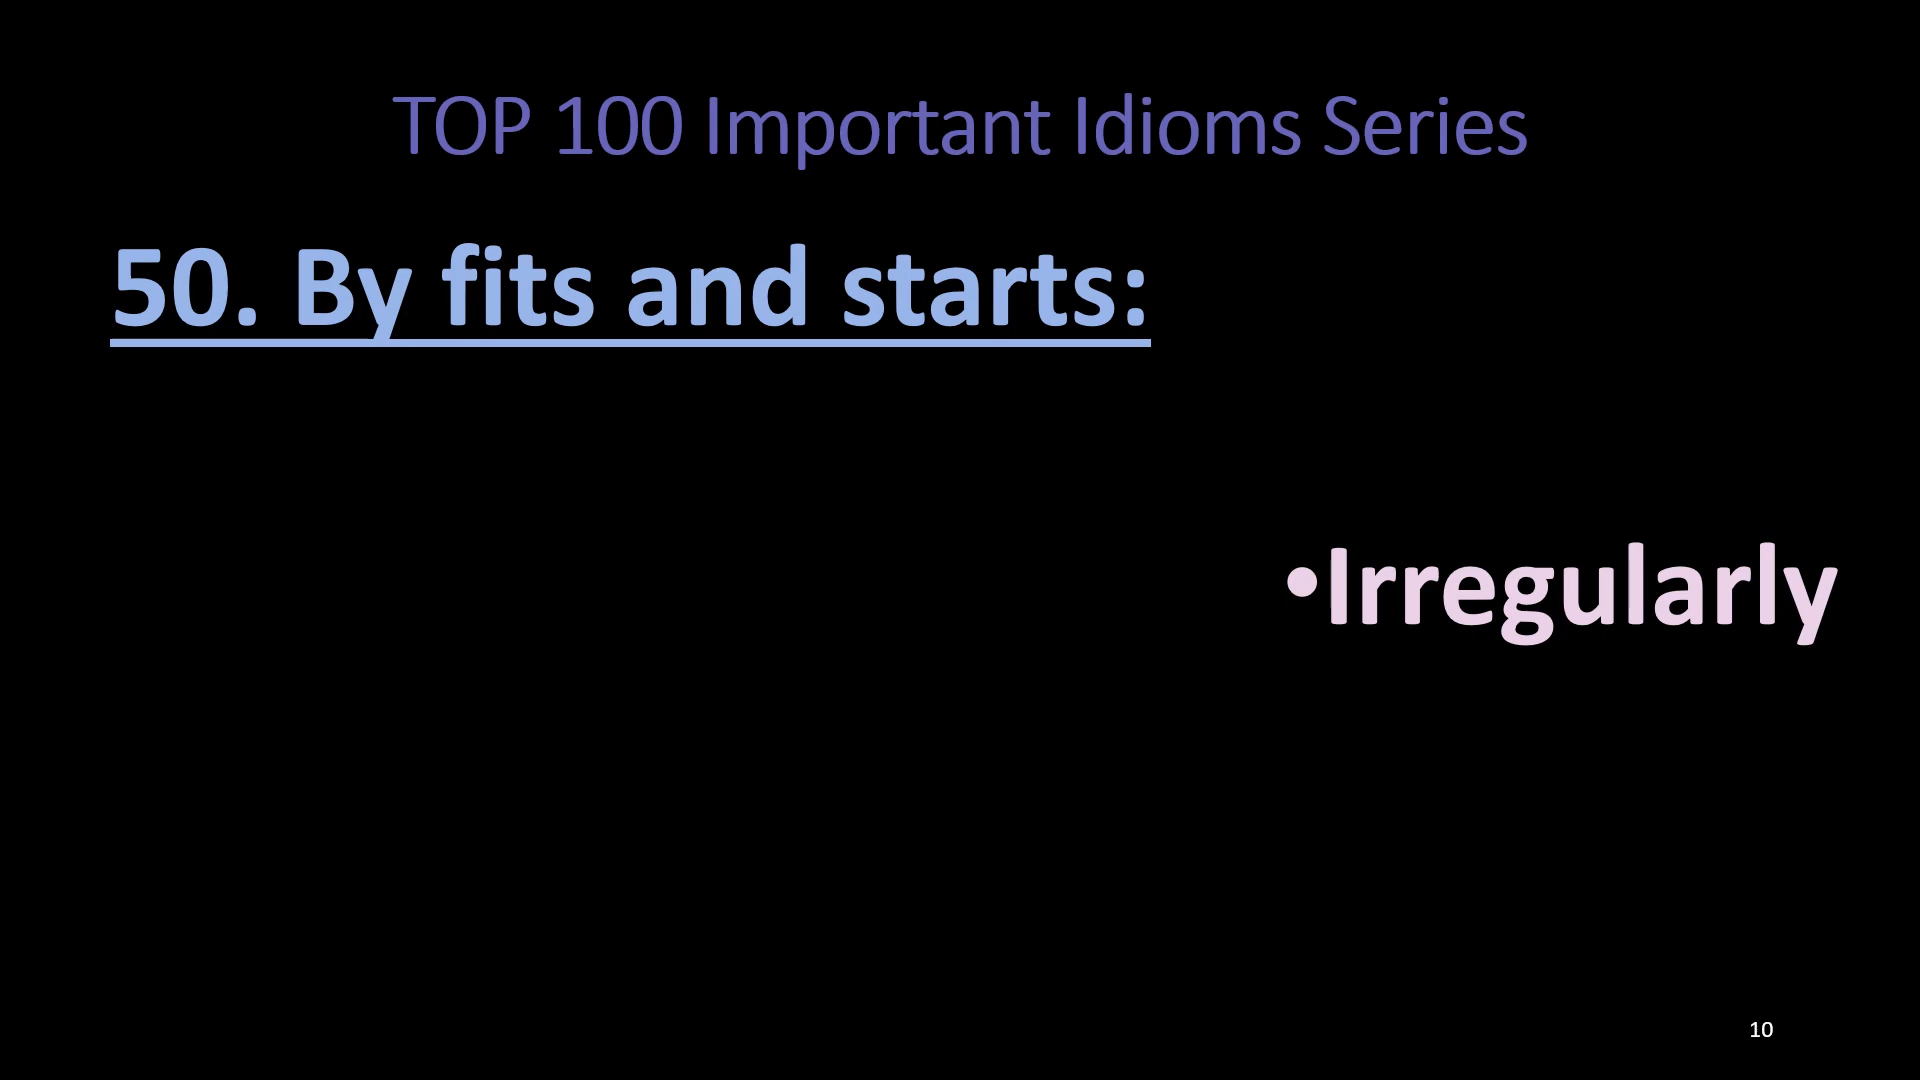 TOP 100 Important Idioms Series
50. By fits and starts:
•Irregularly
10